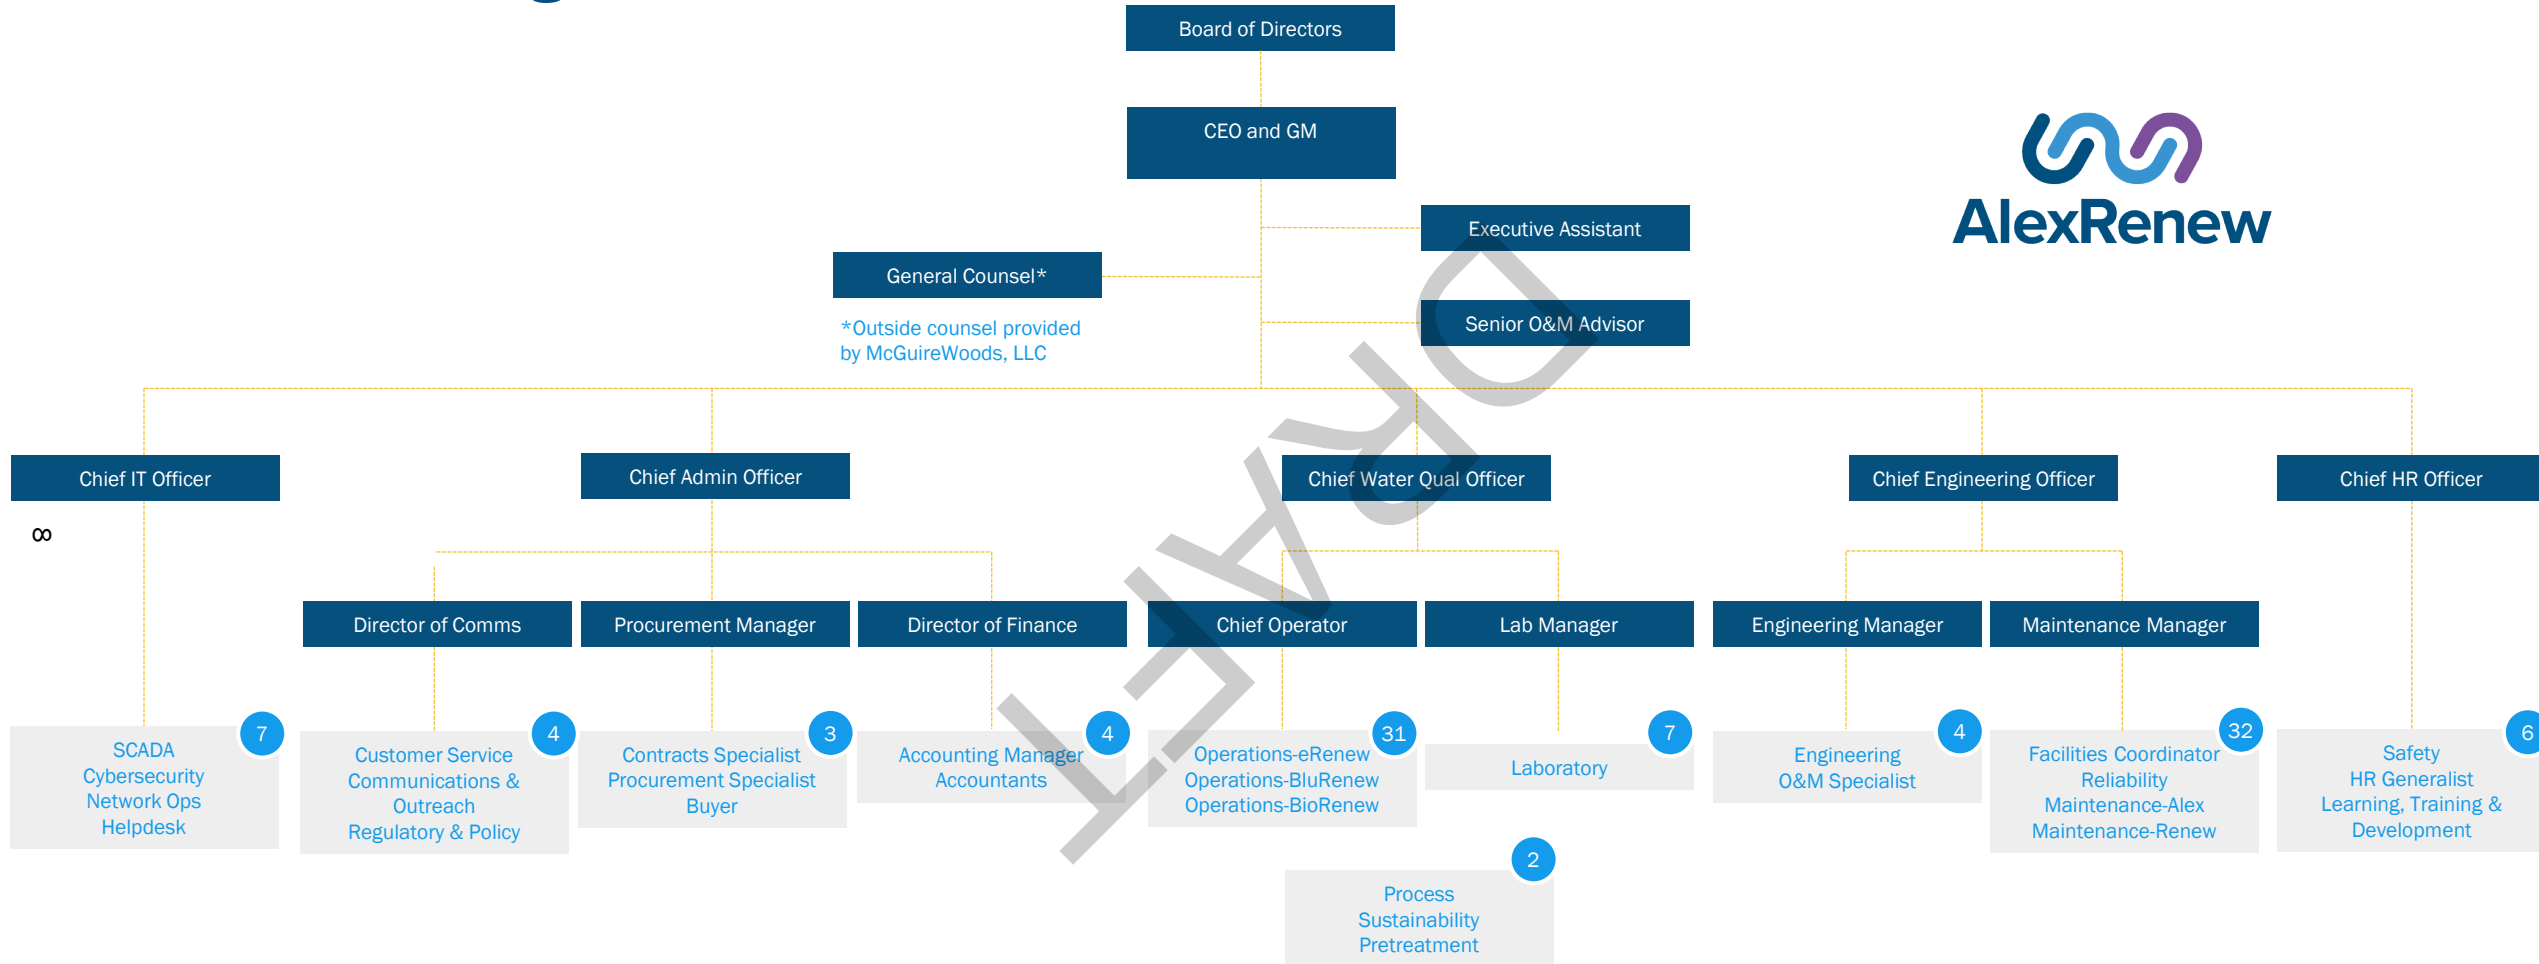 Board of Directors
CEO and GM
AlexRenew
Executive Assistant
General Counsel*
Senior O&M Advisor
*Outside counsel provided
by McGuireWoods, LLC
DRAFT
Chief IT Officer
Chief Admin Officer
Chief Water Qual Officer
Chief Engineering Officer
Chief HR Officer
8
Director of Comms
Procurement Manager
Director of Finance
Chief Operator
Lab Manager
Engineering Manager
Maintenance Manager
7
SCADA
Cybersecurity
Network Ops
Helpdesk
4
Customer Service
Communications &
Outreach
Regulatory & Policy
3
Contracts Specialist
Procurement Specialist
Buyer
4
Accounting Manager
Accountants
31
Operations-eRenew
Operations-BluRenew
Operations-BioRenew
7
Laboratory
2
Process
Sustainability
Pretreatment
4
Engineering
O&M Specialist
32
Facilities Coordinator
Reliability
Maintenance-Alex
Maintenance-Renew
6
Safety
HR Generalist
Learning, Training &
Development